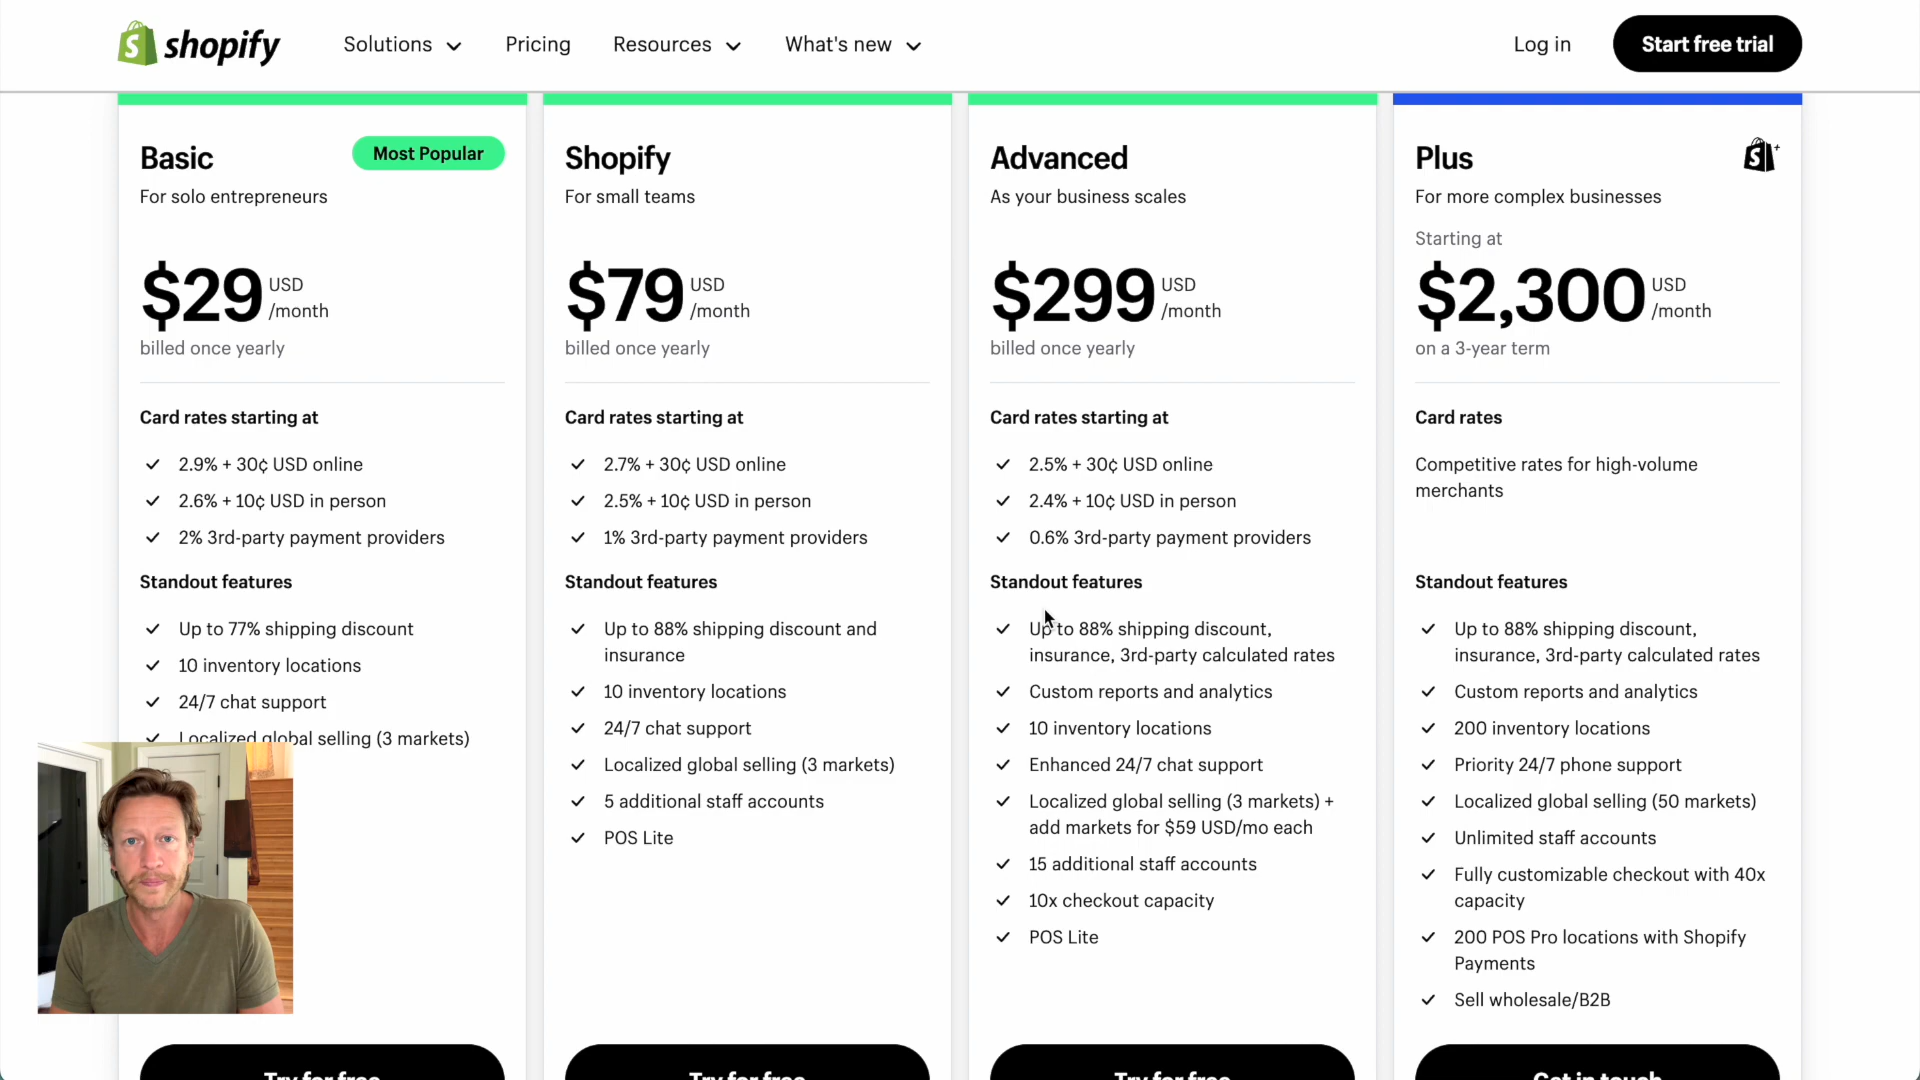 shopify
Solutions
Pricing
Resources
What's new
Log in
Start free trial
Basic
Most Popular
For solo entrepreneurs
$29 USD
/month
billed once yearly
Card rates starting at
2.9% + 30¢ USD online
2.6% + 10¢ USD in person
2% 3rd-party payment providers
Standout features
Up to 77% shipping discount
10 inventory locations
24/7 chat support
Localized global selling (3 markets)
Try for free
Shopify
For small teams
$79 USD
/month
billed once yearly
Card rates starting at
2.7% + 30¢ USD online
2.5% + 10¢ USD in person
1% 3rd-party payment providers
Standout features
Up to 88% shipping discount and
insurance
10 inventory locations
24/7 chat support
Localized global selling (3 markets)
5 additional staff accounts
POS Lite
Try for free
Advanced
As your business scales
$299 USD
/month
billed once yearly
Card rates starting at
2.5% + 30¢ USD online
2.4% + 10¢ USD in person
0.6% 3rd-party payment providers
Standout features
Up to 88% shipping discount,
insurance, 3rd-party calculated rates
Custom reports and analytics
10 inventory locations
Enhanced 24/7 chat support
Localized global selling (3 markets) +
add markets for $59 USD/mo each
15 additional staff accounts
10x checkout capacity
POS Lite
Try for free
Plus
For more complex businesses
Starting at
$2,300 USD
/month
on a 3-year term
Card rates
Competitive rates for high-volume
merchants
Standout features
Up to 88% shipping discount,
insurance, 3rd-party calculated rates
Custom reports and analytics
200 inventory locations
Priority 24/7 phone support
Localized global selling (50 markets)
Unlimited staff accounts
Fully customizable checkout with 40x
capacity
200 POS Pro locations with Shopify
Payments
Sell wholesale/B2B
Get in touch